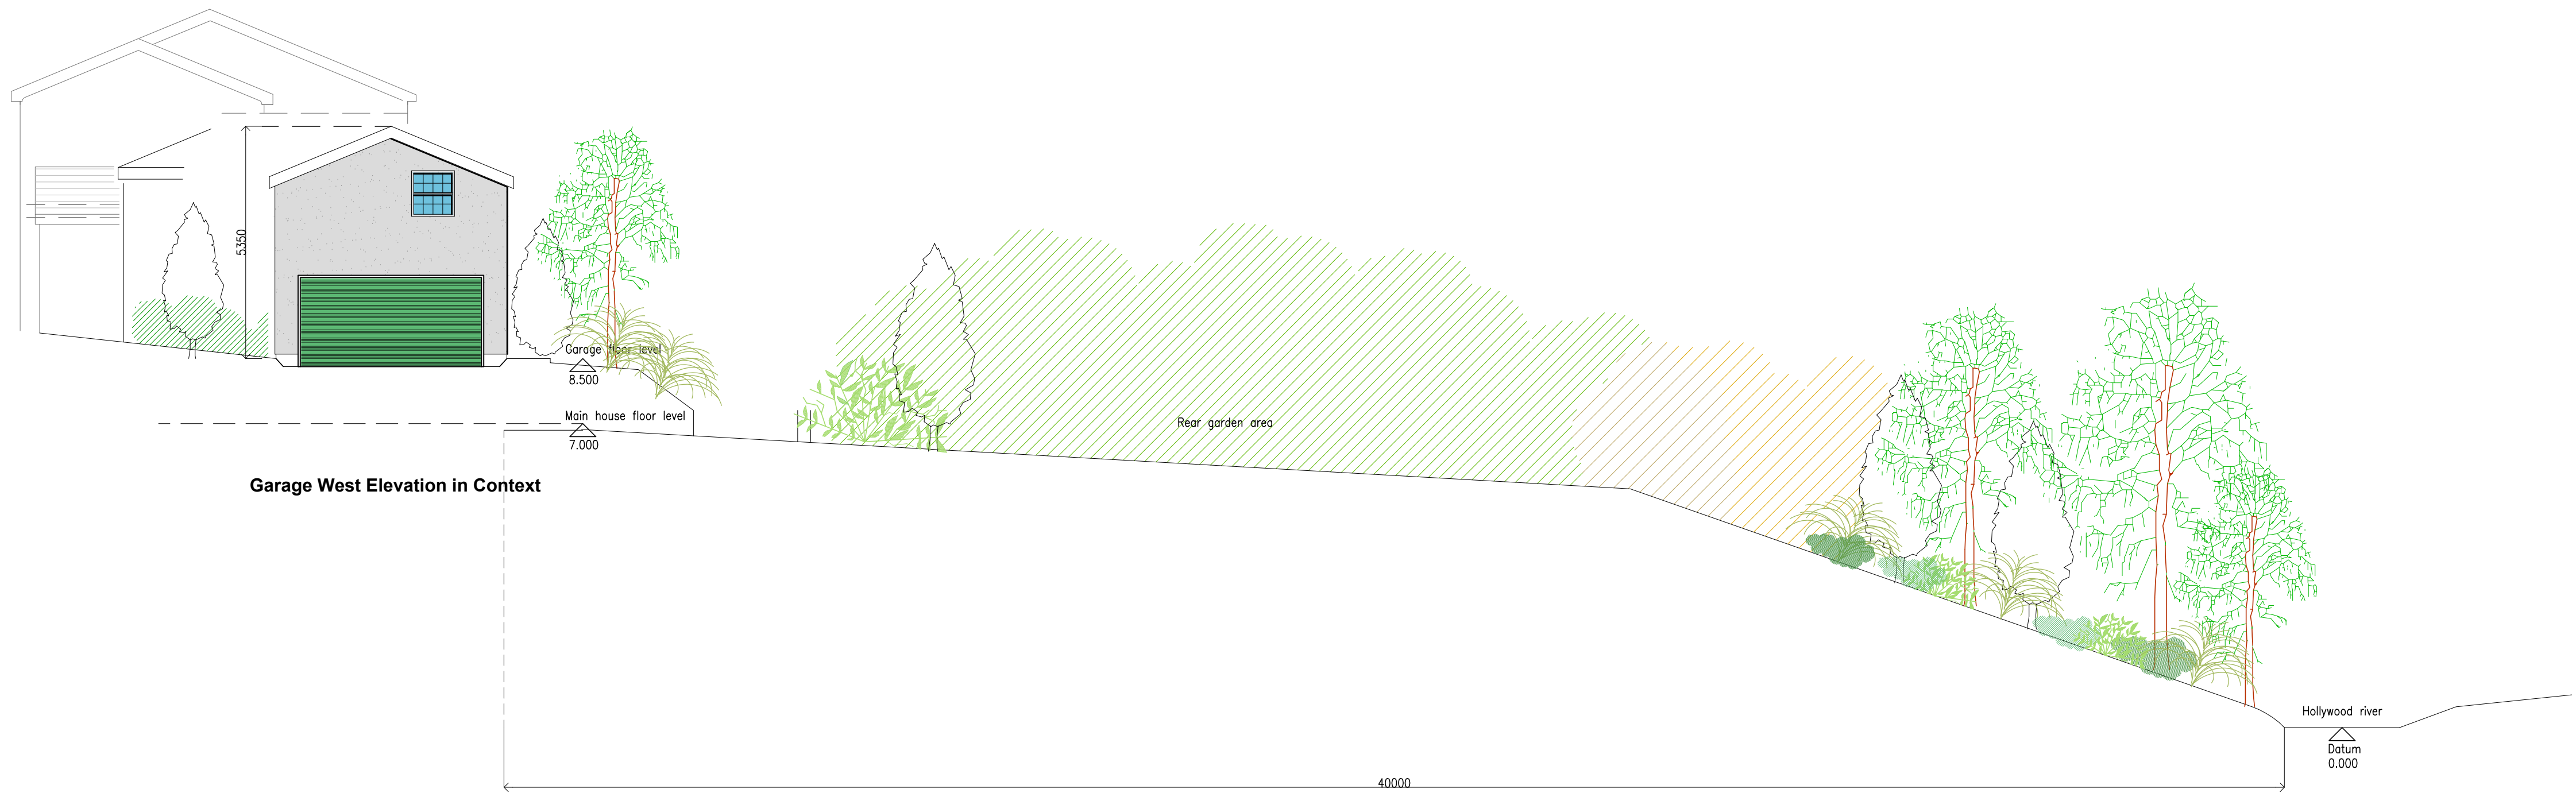 5350
Garage floor level
8.500
Main house floor level
7.000
Rear garden area
Garage West Elevation in Context
Hollywood river
Datum
0.000
40000